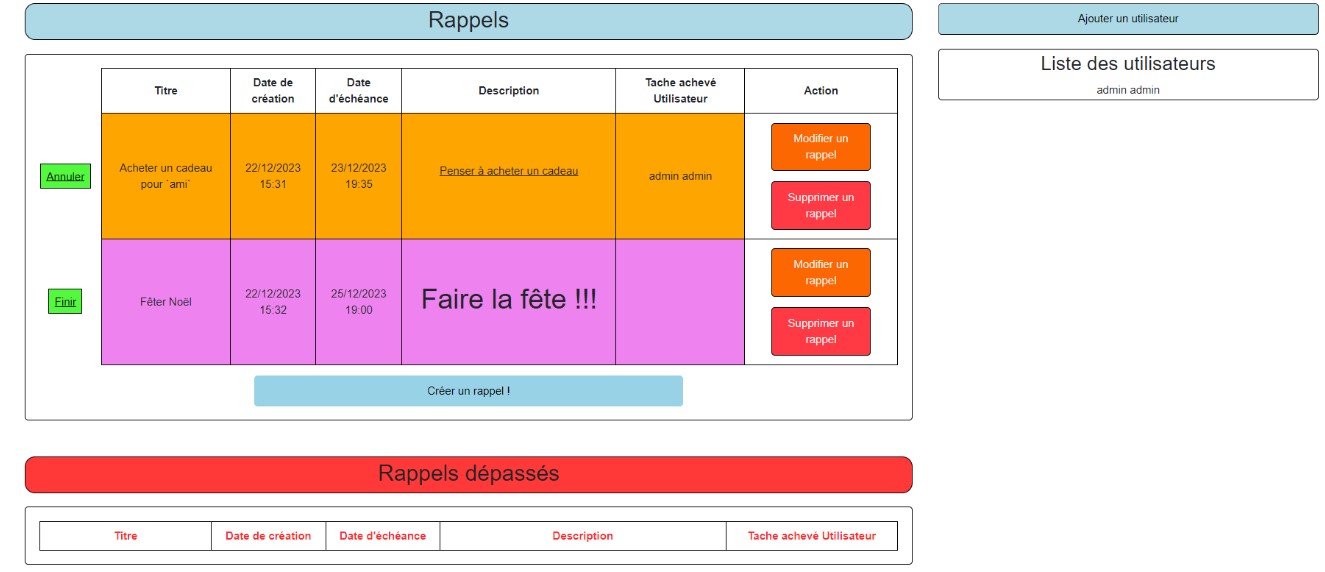 Rappels
Ajouter un utilisateur
Liste des utilisateurs
admin admin
Titre
Date de
création
Date
d'échéance
Description
Tache achevé
Utilisateur
Action
Annuler
Acheter un cadeau
pour `ami`
22/12/2023
15:31
23/12/2023
19:35
Penser à acheter un cadeau
admin admin
Modifier un
rappel
Supprimer un
rappel
Finir
Fêter Noël
22/12/2023
15:32
25/12/2023
19:00
Faire la fête !!!
Modifier un
rappel
Supprimer un
rappel
Créer un rappel !
Rappels dépassés
Titre
Date de création
Date d'échéance
Description
Tache achevé Utilisateur